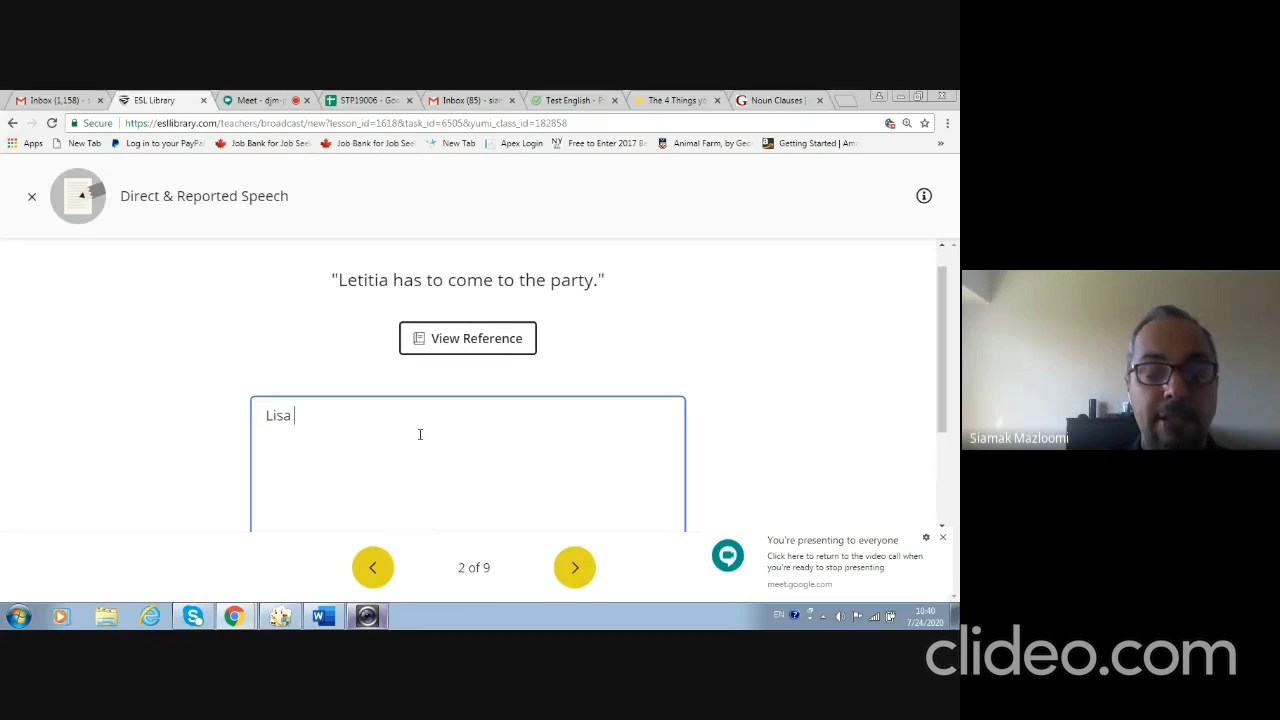 Inbox (1,158) - s
ESL Library
Meet - djm-p
STP19006 - Goo
Inbox (85) - siar
Test English - P
The 4 Things yo
Noun Clauses |
Secure
https://esllibrary.com/teachers/broadcast/new?lesson_id=1618&task_id=6505&yumi_class_id=182858
Apps
New Tab
Log in to your PayPal
Job Bank for Job Seek
Job Bank for Job Seek
New Tab
Apex Login
Free to Enter 2017 Be
Animal Farm, by Geo
Getting Started | Am
»
Direct & Reported Speech
"Letitia has to come to the party."
View Reference
Lisa
2 of 9
You're presenting to everyone
Click here to return to the video call when
you're ready to stop presenting
meet.google.com
EN
10:40
7/24/2020
Siamak Mazloomi
clideo.com